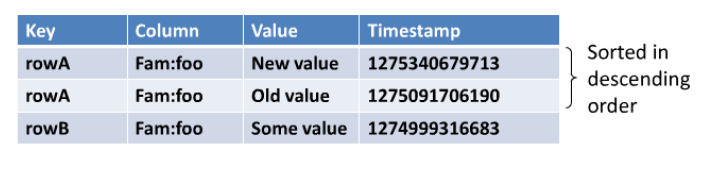 Key Column Value Timestamp
rowA Fam:foo New value 1275340679713
rowA Fam:foo Old value 1275091706190
rowB Fam:foo Some value 1274999316683
Sorted in
descending
order